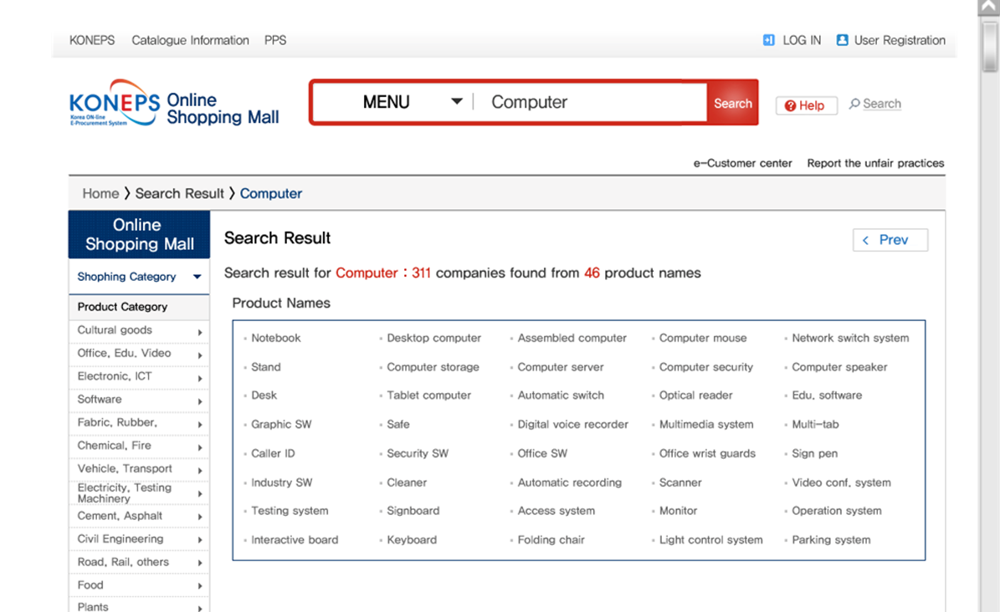 KONEPS Catalogue Information PPS LOG IN User Registration
KONEPS Online
Korea ON-line
E-Procurement System
Shopping Mall
MENU Computer Search
Help Search
e-Customer center Report the unfair practices
Home > Search Result > Computer
Online
Shopping Mall
Shophing Category
Product Category
Cultural goods
Office, Edu, Video
Electronic, ICT
Software
Fabric, Rubber,
Chemical, Fire
Vehicle, Transport
Electricity, Testing
Machinery
Cement, Asphalt
Civil Engineering
Road, Rail, others
Food
Plants
Search Result
< Prev
Search result for Computer : 311 companies found from 46 product names
Product Names
Notebook Desktop computer Assembled computer Computer mouse Network switch system
Stand Computer storage Computer server Computer security Computer speaker
Desk Tablet computer Automatic switch Optical reader Edu, software
Graphic SW Safe Digital voice recorder Multimedia system Multi-tab
Caller ID Security SW Office SW Office wrist guards Sign pen
Industry SW Cleaner Automatic recording Scanner Video conf, system
Testing system Signboard Access system Monitor Operation system
Interactive board Keyboard Folding chair Light control system Parking system